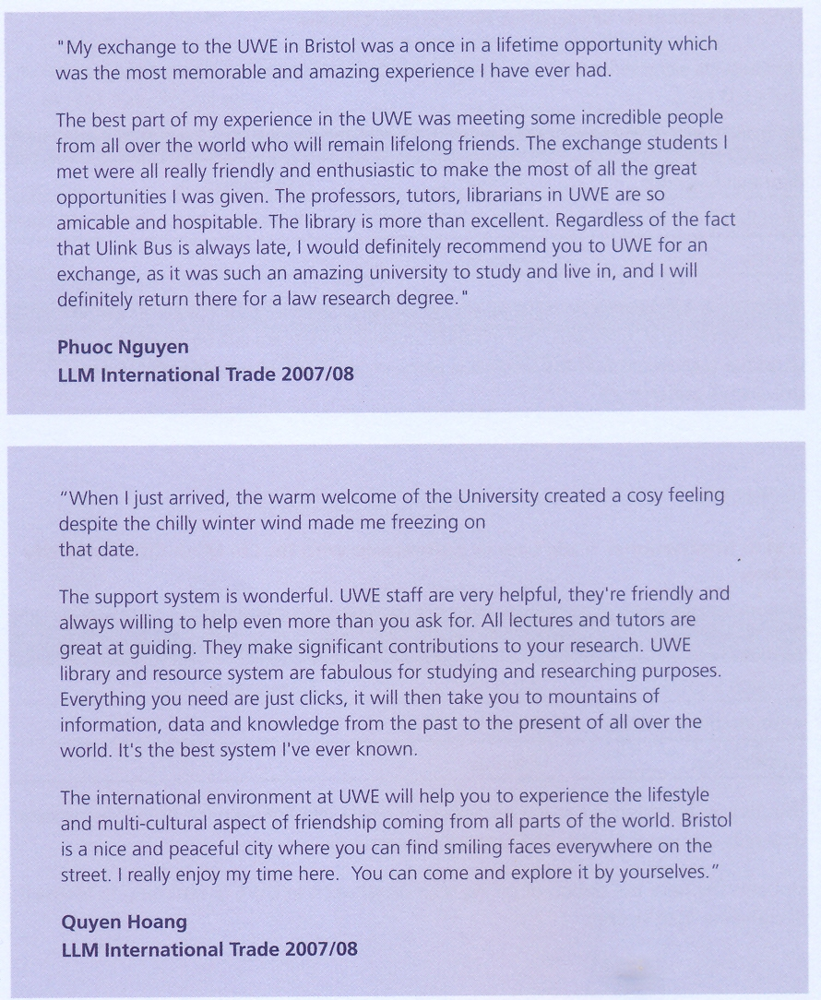 "My exchange to the UWE in Bristol was a once in a lifetime opportunity which
was the most memorable and amazing experience I have ever had.
The best part of my experience in the UWE was meeting some incredible people
from all over the world who will remain lifelong friends. The exchange students I
met were all really friendly and enthusiastic to make the most of all the great
opportunities I was given. The professors, tutors, librarians in UWE are so
amicable and hospitable. The library is more than excellent. Regardless of the fact
that Ulink Bus is always late, I would definitely recommend you to UWE for an
exchange, as it was such an amazing university to study and live in, and I will
definitely return there for a law research degree."
Phuoc Nguyen
LLM International Trade 2007/08
“When I just arrived, the warm welcome of the University created a cosy feeling
despite the chilly winter wind made me freezing on
that date.
The support system is wonderful. UWE staff are very helpful, they're friendly and
always willing to help even more than you ask for. All lectures and tutors are
great at guiding. They make significant contributions to your research. UWE
library and resource system are fabulous for studying and researching purposes.
Everything you need are just clicks, it will then take you to mountains of
information, data and knowledge from the past to the present of all over the
world. It's the best system I've ever known.
The international environment at UWE will help you to experience the lifestyle
and multi-cultural aspect of friendship coming from all parts of the world. Bristol
is a nice and peaceful city where you can find smiling faces everywhere on the
street. I really enjoy my time here.  You can come and explore it by yourselves.”
Quyen Hoang
LLM International Trade 2007/08